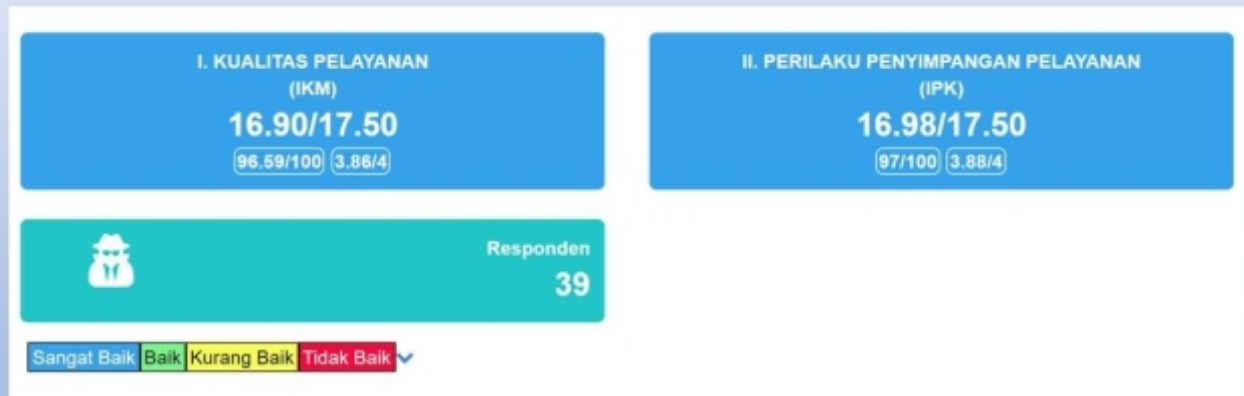 I. KUALITAS PELAYANAN
(IKM)
16.90/17.50
96.59/100 3.86/4
II. PERILAKU PENYIMPANGAN PELAYANAN
(IPK)
16.98/17.50
97/100 3.88/4
Responden
39
Sangat Baik Baik Kurang Baik Tidak Baik